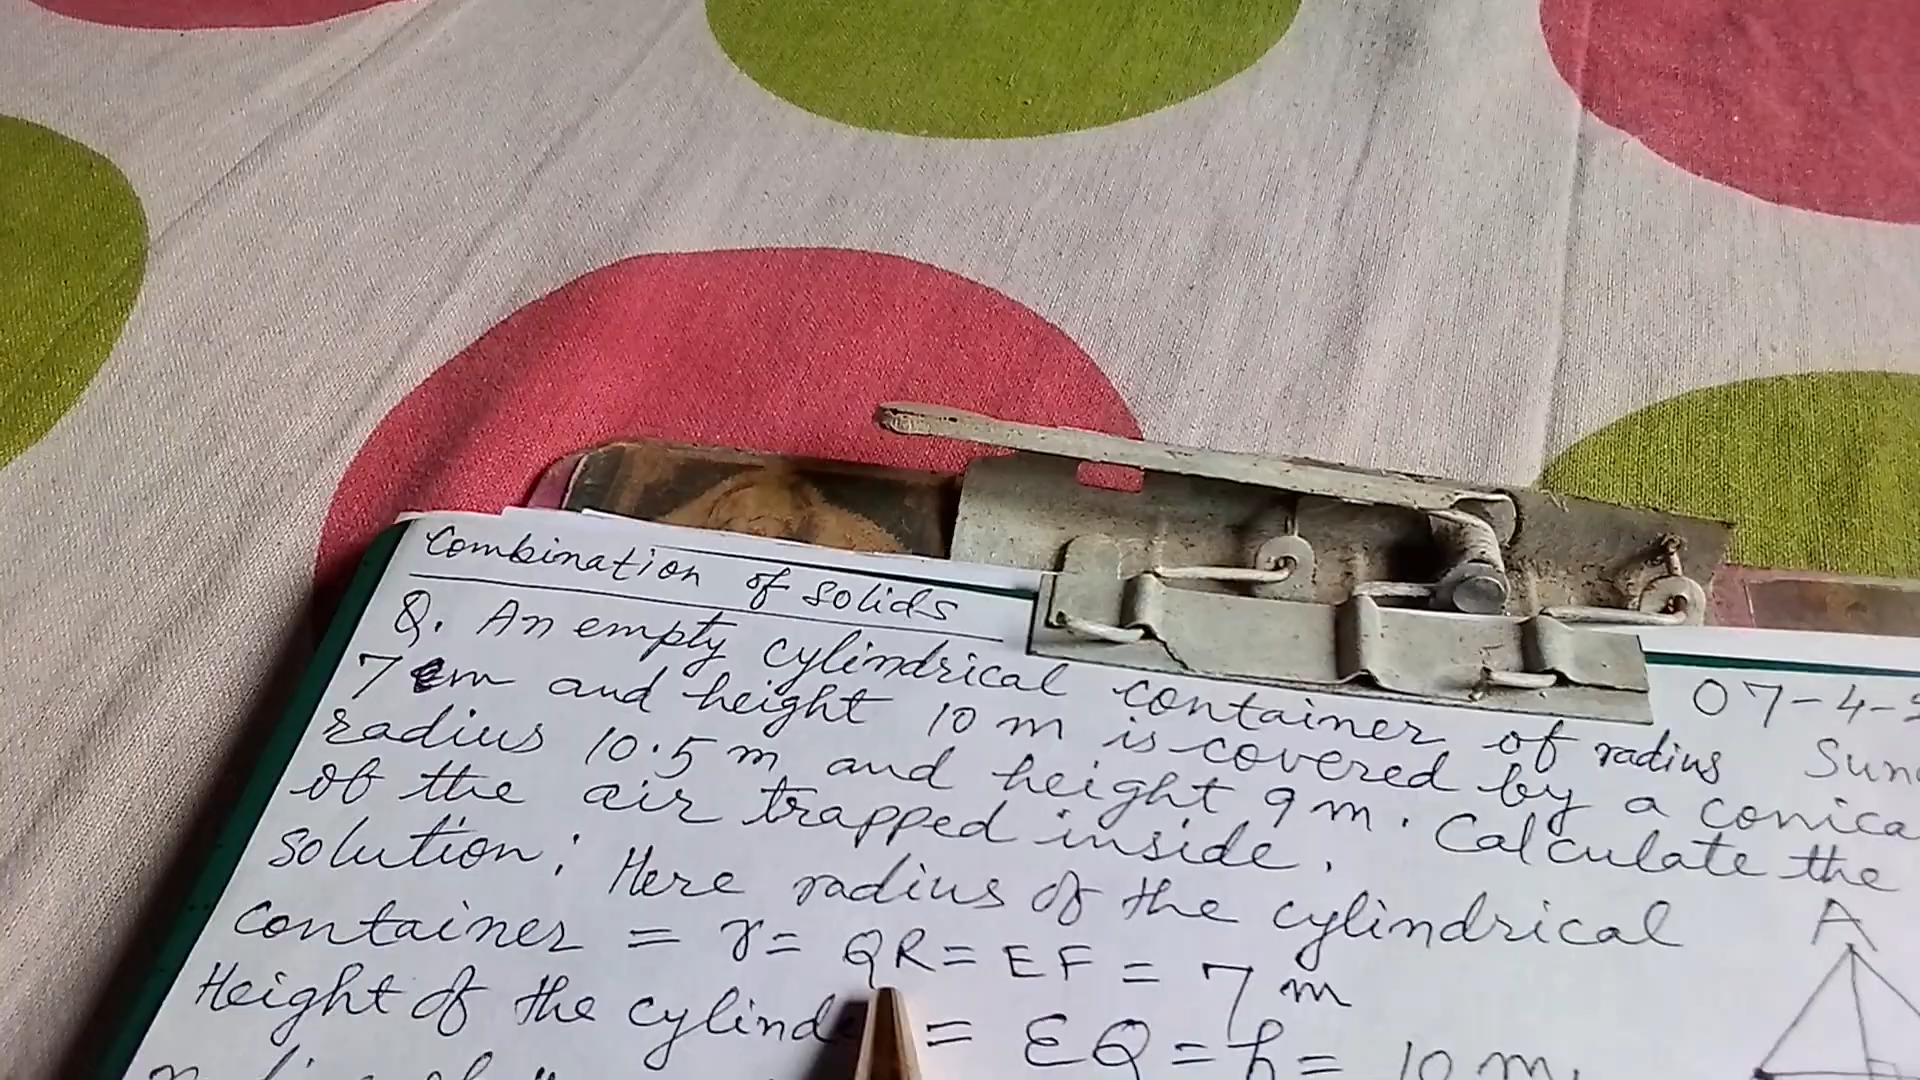 Combination of Solids
07-4-
Q. An empty cylindrical container of radius
7 m and height 10 m is covered by a
radius 10.5 m and height 9 m. Calculate the
of the air trapped inside.
Solution: Here radius of the cylindrical
container = r = QR = EF = 7 m
Height of the = EQ = h = 10 m.
A